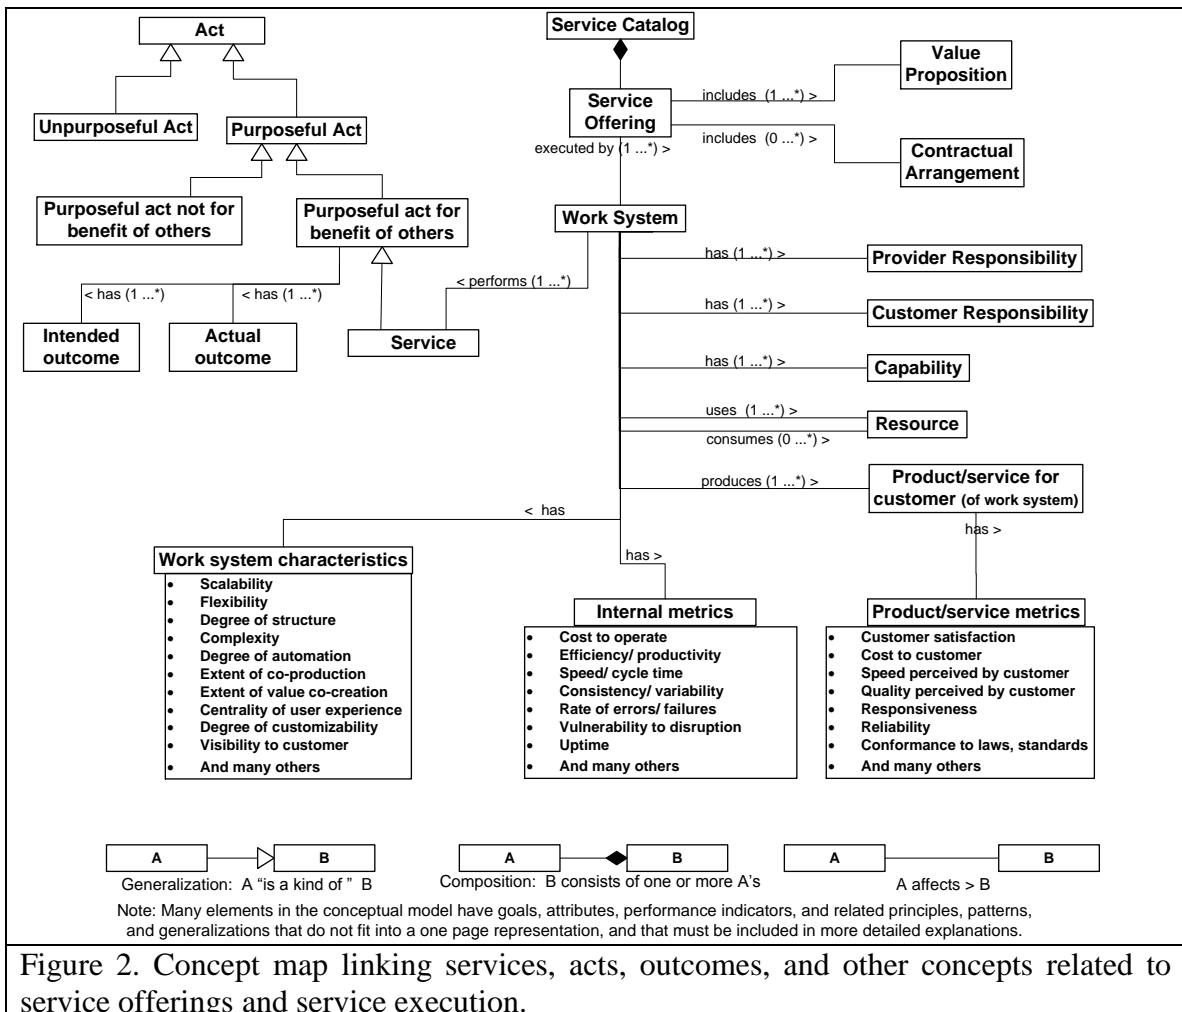 Act
Service Catalog
Value
Proposition
includes  (1 ...*) >
Service
Offering
Unpurposeful Act
Purposeful Act
includes  (0 ...*) >
executed by (1 ...*) >
Contractual
Arrangement
Purposeful act not for
benefit of others
Purposeful act for
benefit of others
Work System
has (1 ...*) >
Provider Responsibility
< performs (1 ...*)
< has (1 ...*)
< has (1 ...*)
has (1 ...*) >
Customer Responsibility
Intended
outcome
Actual
outcome
Service
has (1 ...*) >
Capability
uses  (1 ...*) >
Resource
consumes (0 ...*) >
produces (1 ...*) >
Product/service for
customer (of work system)
< has
has >
has >
Work system characteristics
• Scalability
• Flexibility
• Degree of structure
• Complexity
• Degree of automation
• Extent of co-production
• Extent of value co-creation
• Centrality of user experience
• Degree of customizability
• Visibility to customer
• And many others
Internal metrics
• Cost to operate
• Efficiency/ productivity
• Speed/ cycle time
• Consistency/ variability
• Rate of errors/ failures
• Vulnerability to disruption
• Uptime
• And many others
Product/service metrics
• Customer satisfaction
• Cost to customer
• Speed perceived by customer
• Quality perceived by customer
• Responsiveness
• Reliability
• Conformance to laws, standards
• And many others
A
B
Generalization:  A “is a kind of ”  B
A
B
Composition:  B consists of one or more A’s
A
B
A affects > B
Note: Many elements in the conceptual model have goals, attributes, performance indicators, and related principles, patterns,
and generalizations that do not fit into a one page representation, and that must be included in more detailed explanations.
Figure 2. Concept map linking services, acts, outcomes, and other concepts related to
service offerings and service execution.